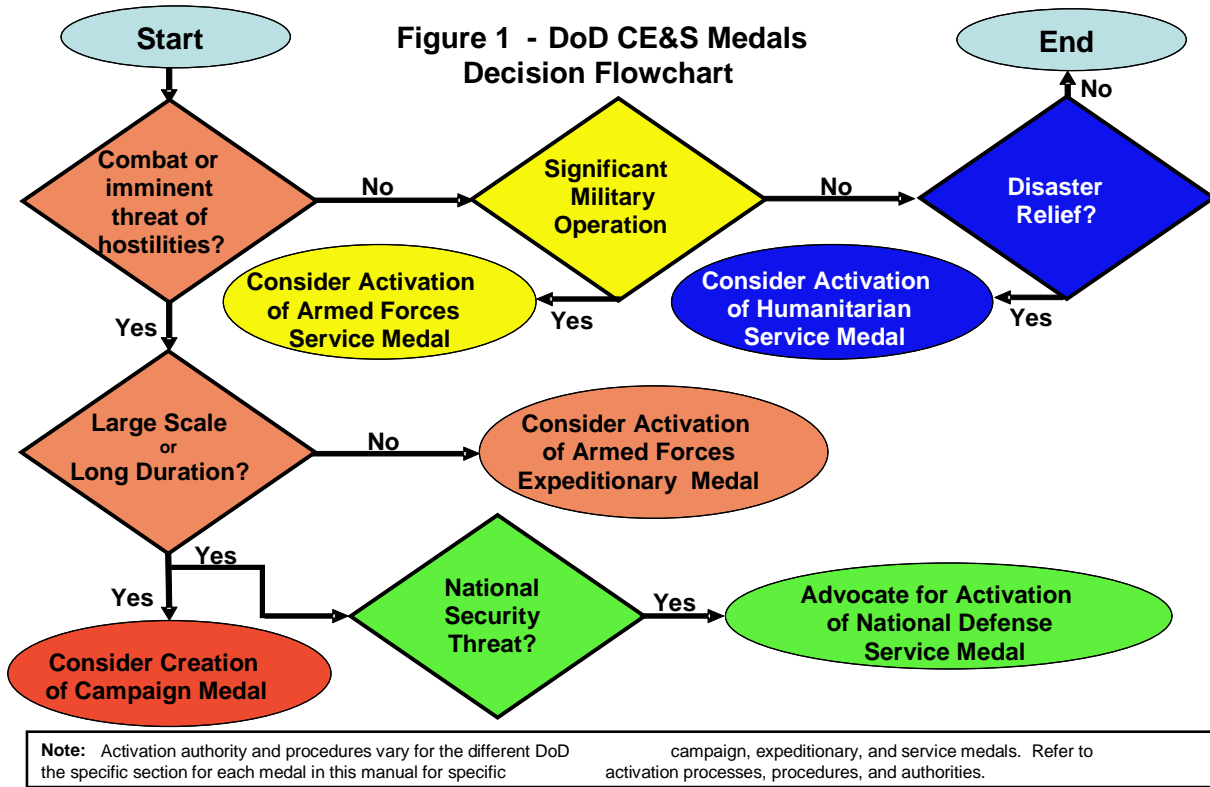 Start
Figure 1 - DoD CE&S Medals
Decision Flowchart
End
No
Combat or
imminent
threat of
hostilities?
No
Significant
Military
Operation
No
Disaster
Relief?
Consider Activation
of Armed Forces
Service Medal
Yes
Consider Activation
of Humanitarian
Service Medal
Yes
Yes
Large Scale
or
Long Duration?
No
Consider Activation
of Armed Forces
Expeditionary Medal
Yes
Yes
National
Security
Threat?
Yes
Advocate for Activation
of National Defense
Service Medal
Consider Creation
of Campaign Medal
Note: Activation authority and procedures vary for the different DoD campaign, expeditionary, and service medals. Refer to
the specific section for each medal in this manual for specific activation processes, procedures, and authorities.